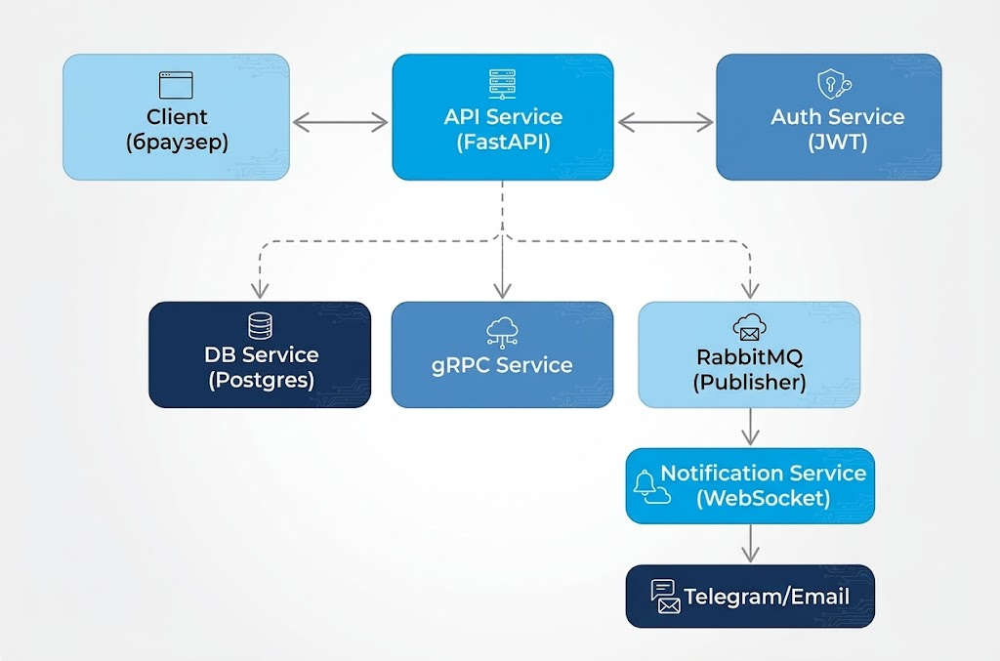 Client
(браузер)
API Service
(FastAPI)
Auth Service
(JWT)
DB Service
(Postgres)
gRPC Service
RabbitMQ
(Publisher)
Notification Service
(WebSocket)
Telegram/Email